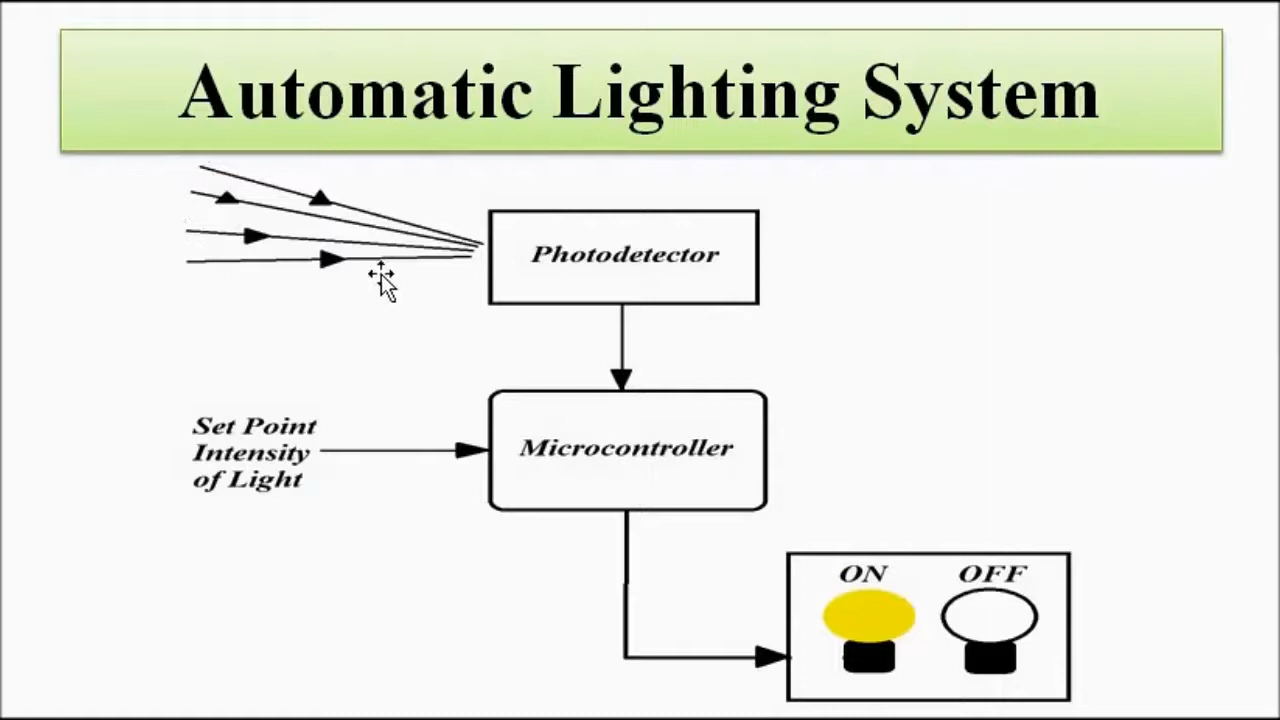 Automatic Lighting System
Photodetector
Set Point
Intensity
of Light
Microcontroller
ON OFF